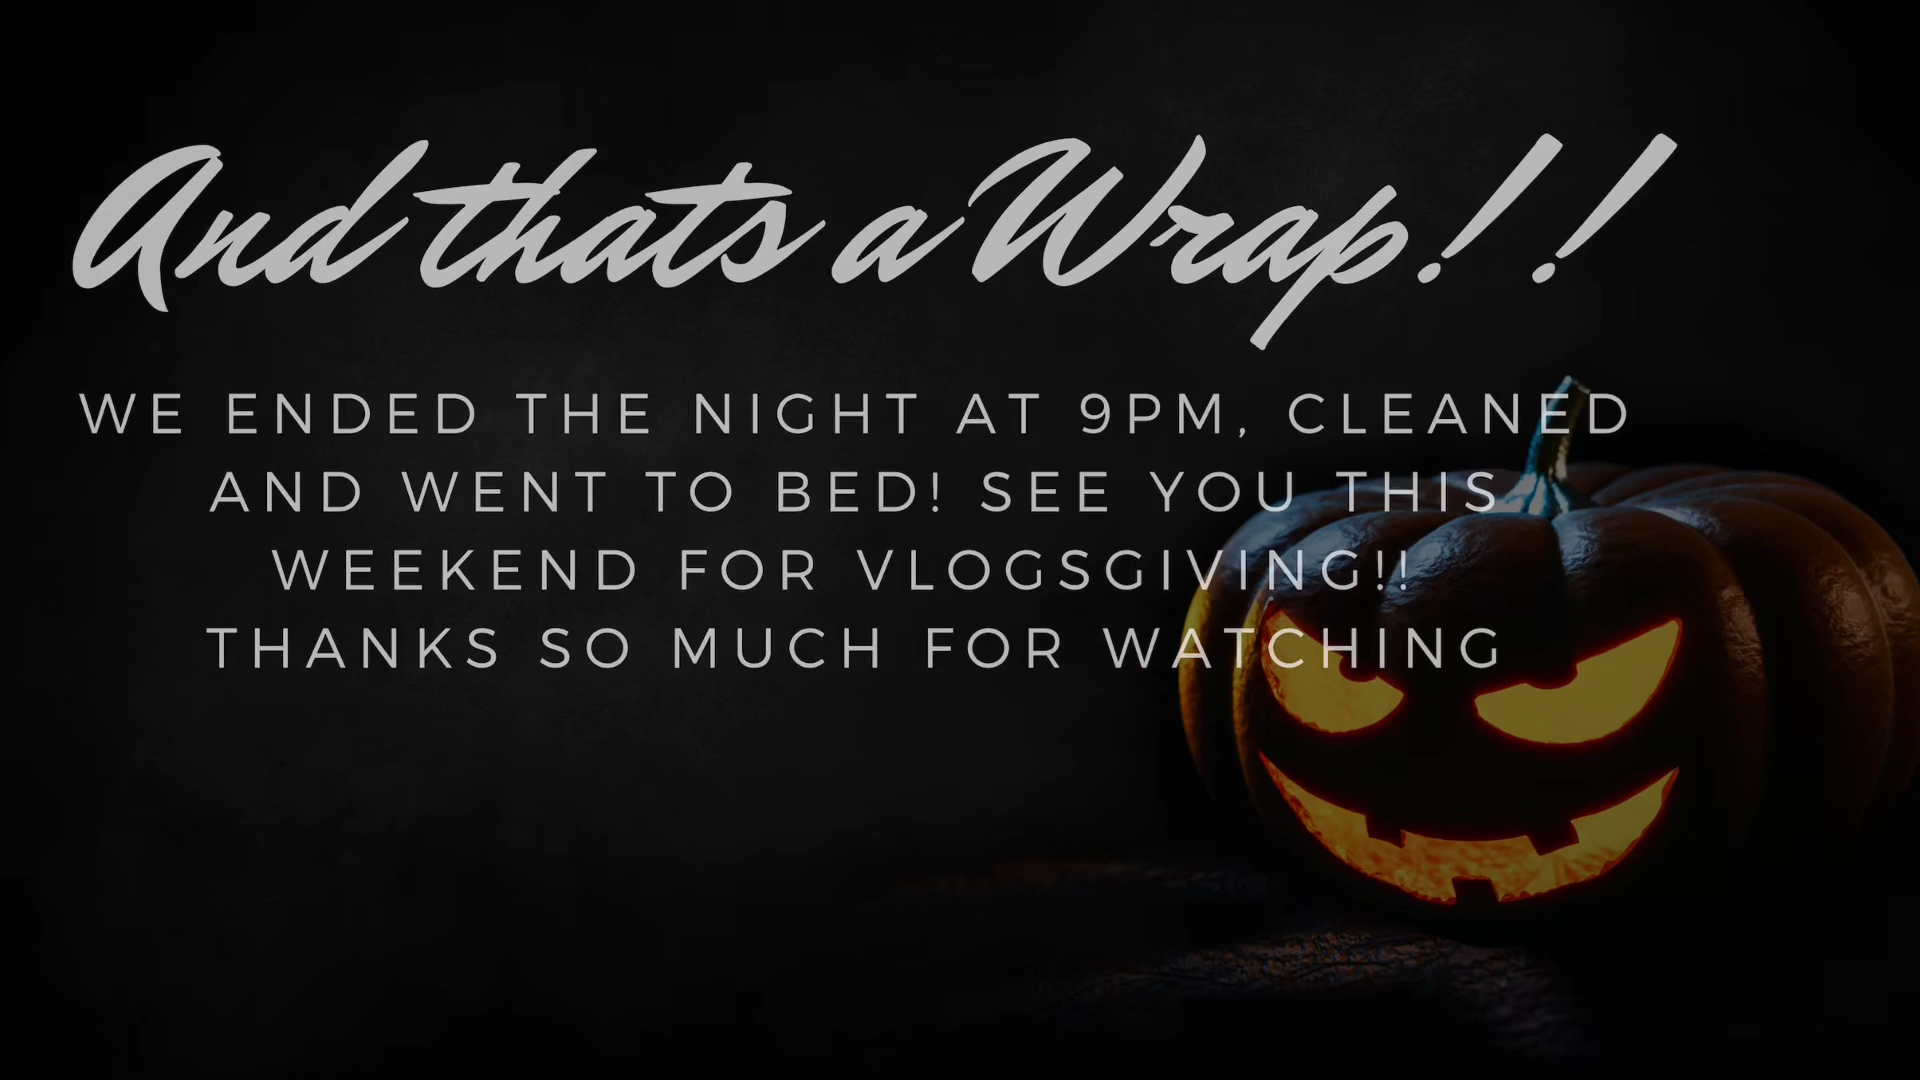 And thats a Wrap!!
WE ENDED THE NIGHT AT 9PM, CLEANED
AND WENT TO BED! SEE YOU THIS
WEEKEND FOR VLOGSGIVING!!
THANKS SO MUCH FOR WATCHING